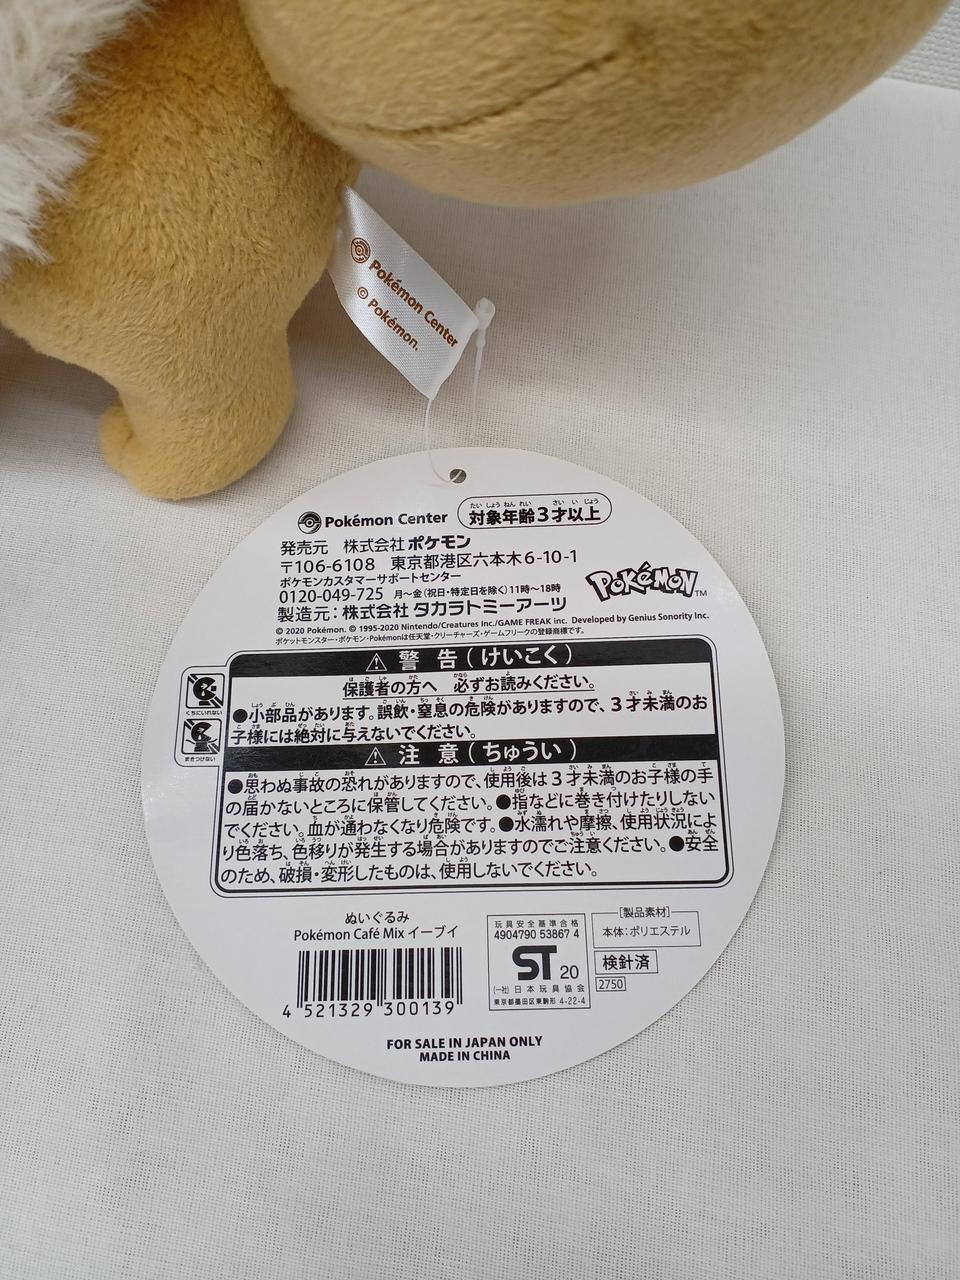 Pokémon Center
© Pokémon.
Pokémon Center 対象年齢3才以上
発売元 株式会社ポケモン
〒106-6108 東京都港区六本木6-10-1
ポケモンカスタマーサポートセンター
0120-049-725 月～金(祝日・特定日を除く)11時～18時
製造元：株式会社 タカラトミーアーツ
POKéMON TM
© 2020 Pokémon. © 1995-2020 Nintendo/Creatures Inc./GAME FREAK inc. Developed by Genius Sonority Inc.
ポケットモンスター・ポケモン・Pokémonは任天堂・クリーチャーズ・ゲームフリークの登録商標です。
警告(けいこく)
保護者の方へ 必ずお読みください。
●小部品があります。誤飲・窒息の危険がありますので、3才未満のお
子様には絶対に与えないでください。
くちにいれない
まきつけない
注意(ちゅうい)
●思わぬ事故の恐れがありますので、使用後は3才未満のお子様の手
の届かないところに保管してください。●指などに巻き付けたりしない
でください。血が通わなくなり危険です。●水濡れや摩擦、使用状況によ
り色落ち、色移りが発生する場合がありますのでご注意ください。●安全
のため、破損・変形したものは、使用しないでください。
ぬいぐるみ
Pokémon Café Mix イーブイ
4 521329 300139
玩具安全基準合格
4904790 53867 4
ST 20
(一社)日本玩具協会
東京都墨田区東駒形 4-22-4
[製品素材]
本体：ポリエステル
検針済
2750
FOR SALE IN JAPAN ONLY
MADE IN CHINA